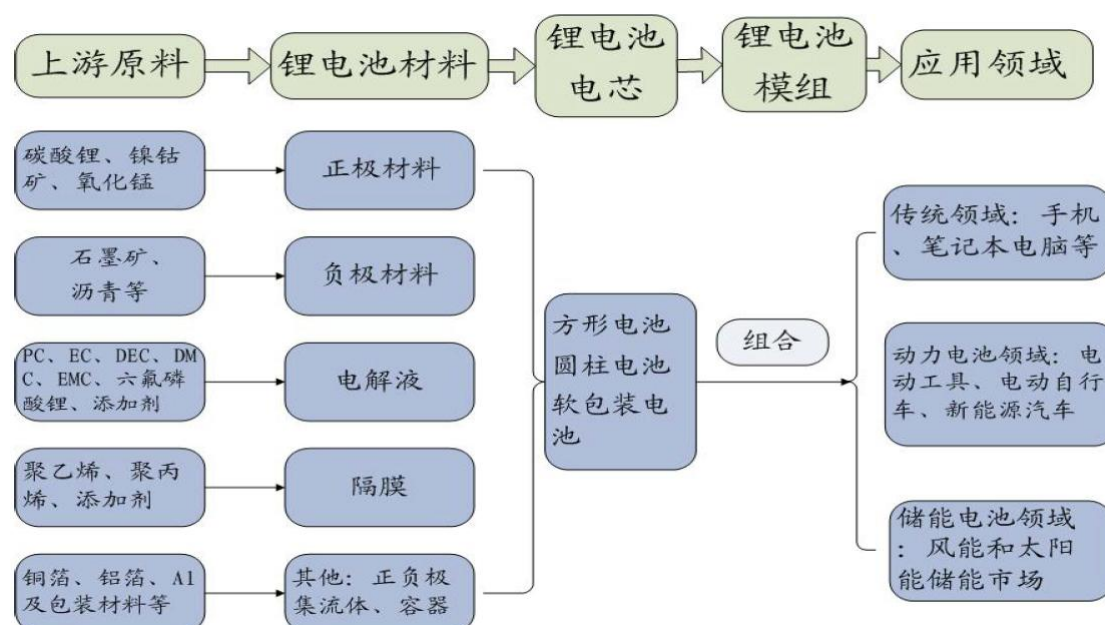 上游原料
锂电池材料
锂电池
电芯
锂电池
模组
应用领域
碳酸锂、镍钴
矿、氧化锰
正极材料
石墨矿、
沥青等
负极材料
PC、EC、DEC、DM
C、EMC、六氟磷
酸锂、添加剂
电解液
聚乙烯、聚丙
烯、添加剂
隔膜
铜箔、铝箔、Al
及包装材料等
其他：正负极
集流体、容器
方形电池
圆柱电池
软包装电
池
组合
传统领域：手机
、笔记本电脑等
动力电池领域：电
动工具、电动自行
车、新能源汽车
储能电池领域
：风能和太阳
能储能市场